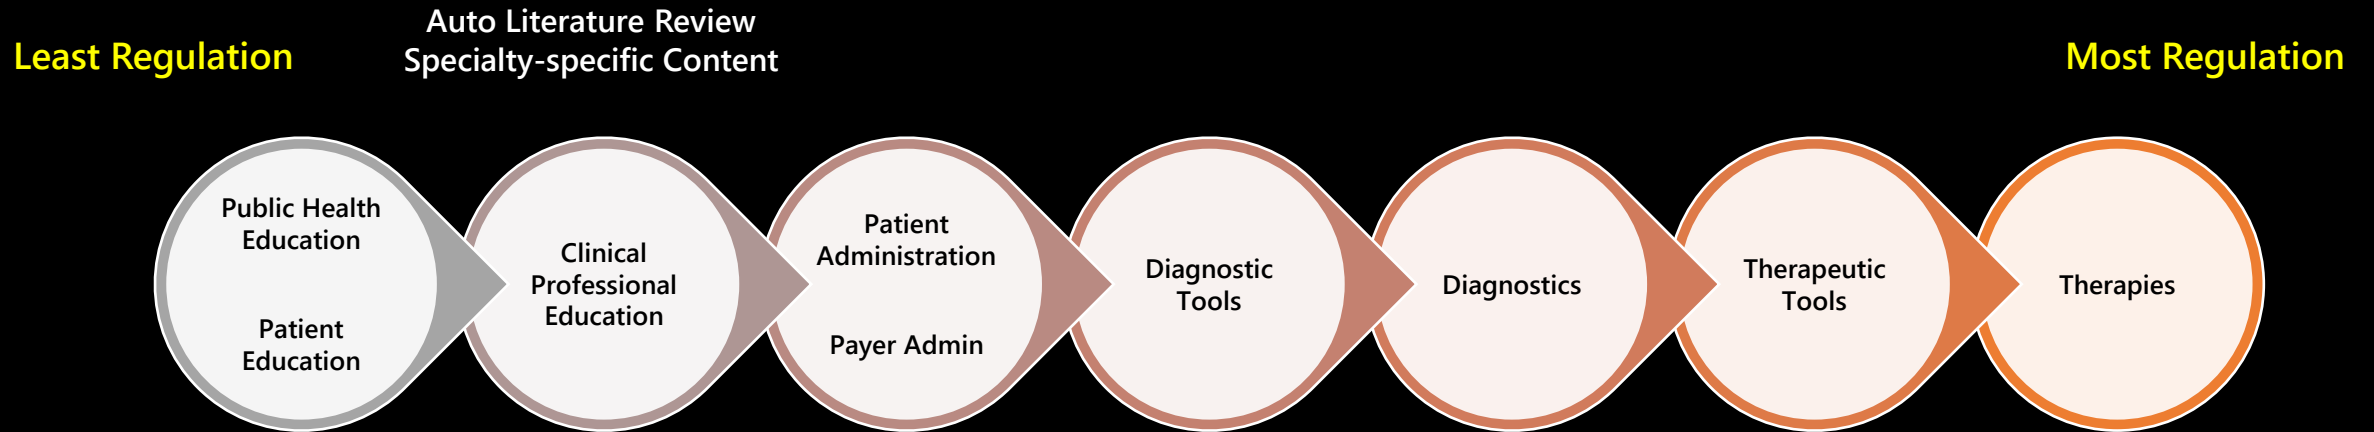 Least Regulation
Auto Literature Review
Specialty-specific Content
Most Regulation
Public Health
Education
Patient
Education
Clinical
Professional
Education
Patient
Administration
Payer Admin
Diagnostic
Tools
Diagnostics
Therapeutic
Tools
Therapies